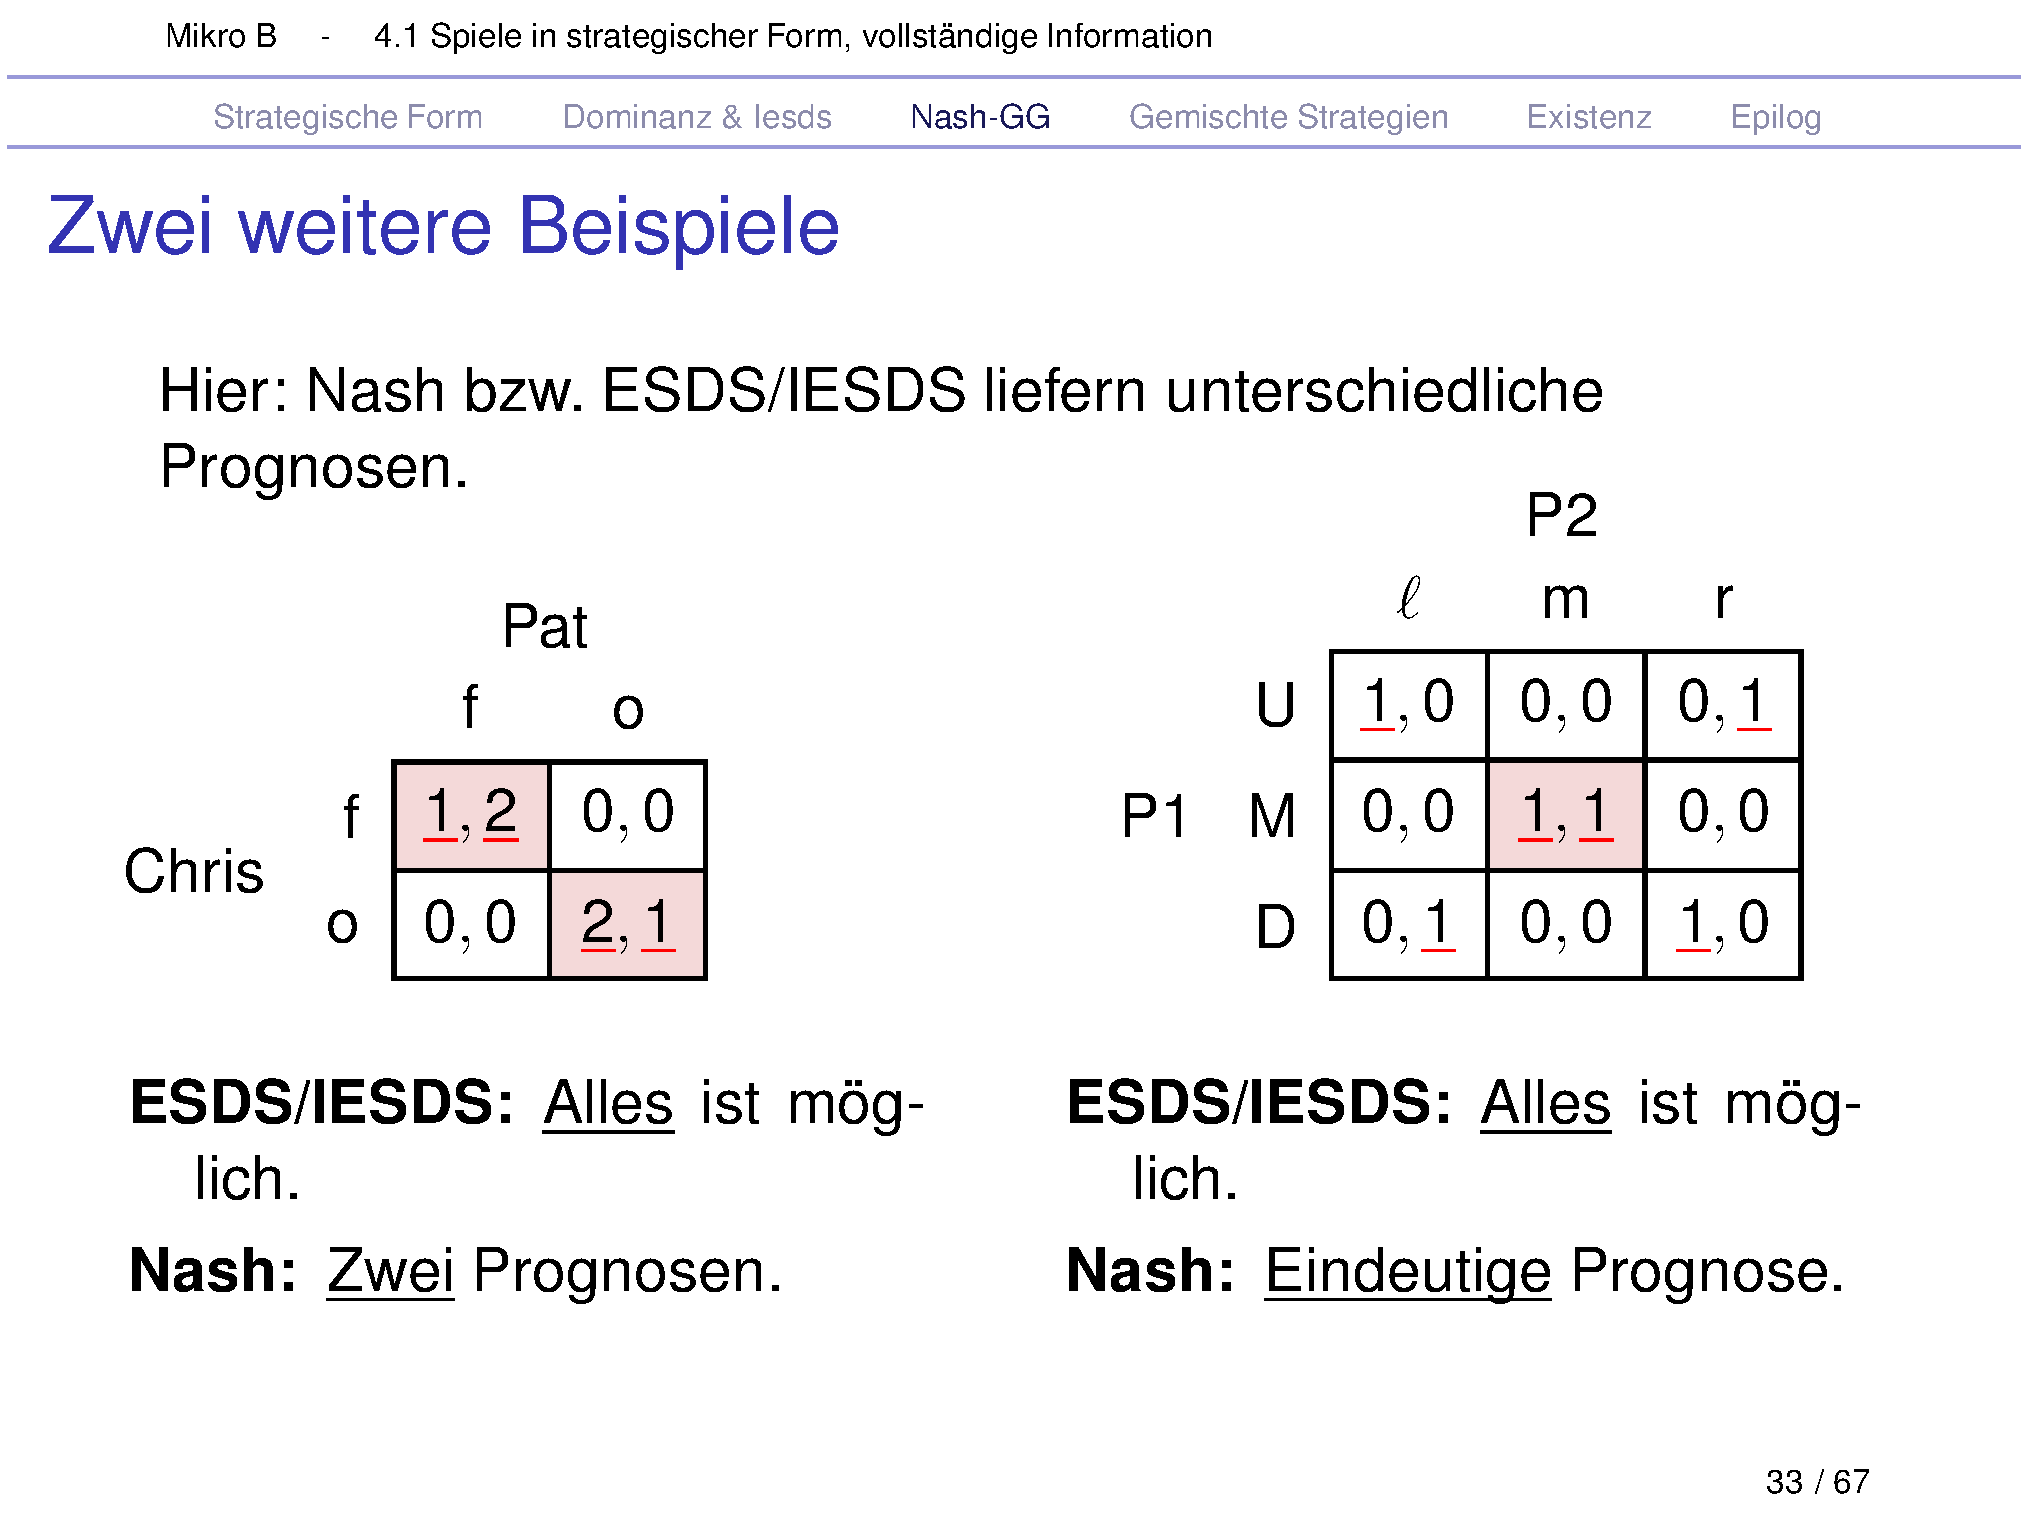 Mikro B - 4.1 Spiele in strategischer Form, vollständige Information
Strategische Form Dominanz & Iesds Nash-GG Gemischte Strategien Existenz Epilog
Zwei weitere Beispiele
Hier: Nash bzw. ESDS/IESDS liefern unterschiedliche
Prognosen.
Pat
f o
Chris
f 1, 2 0, 0
o 0, 0 2, 1
P2
ℓ m r
P1
U 1, 0 0, 0 0, 1
M 0, 0 1, 1 0, 0
D 0, 1 0, 0 1, 0
ESDS/IESDS: Alles ist mög-
lich.
Nash: Zwei Prognosen.
ESDS/IESDS: Alles ist mög-
lich.
Nash: Eindeutige Prognose.
33 / 67